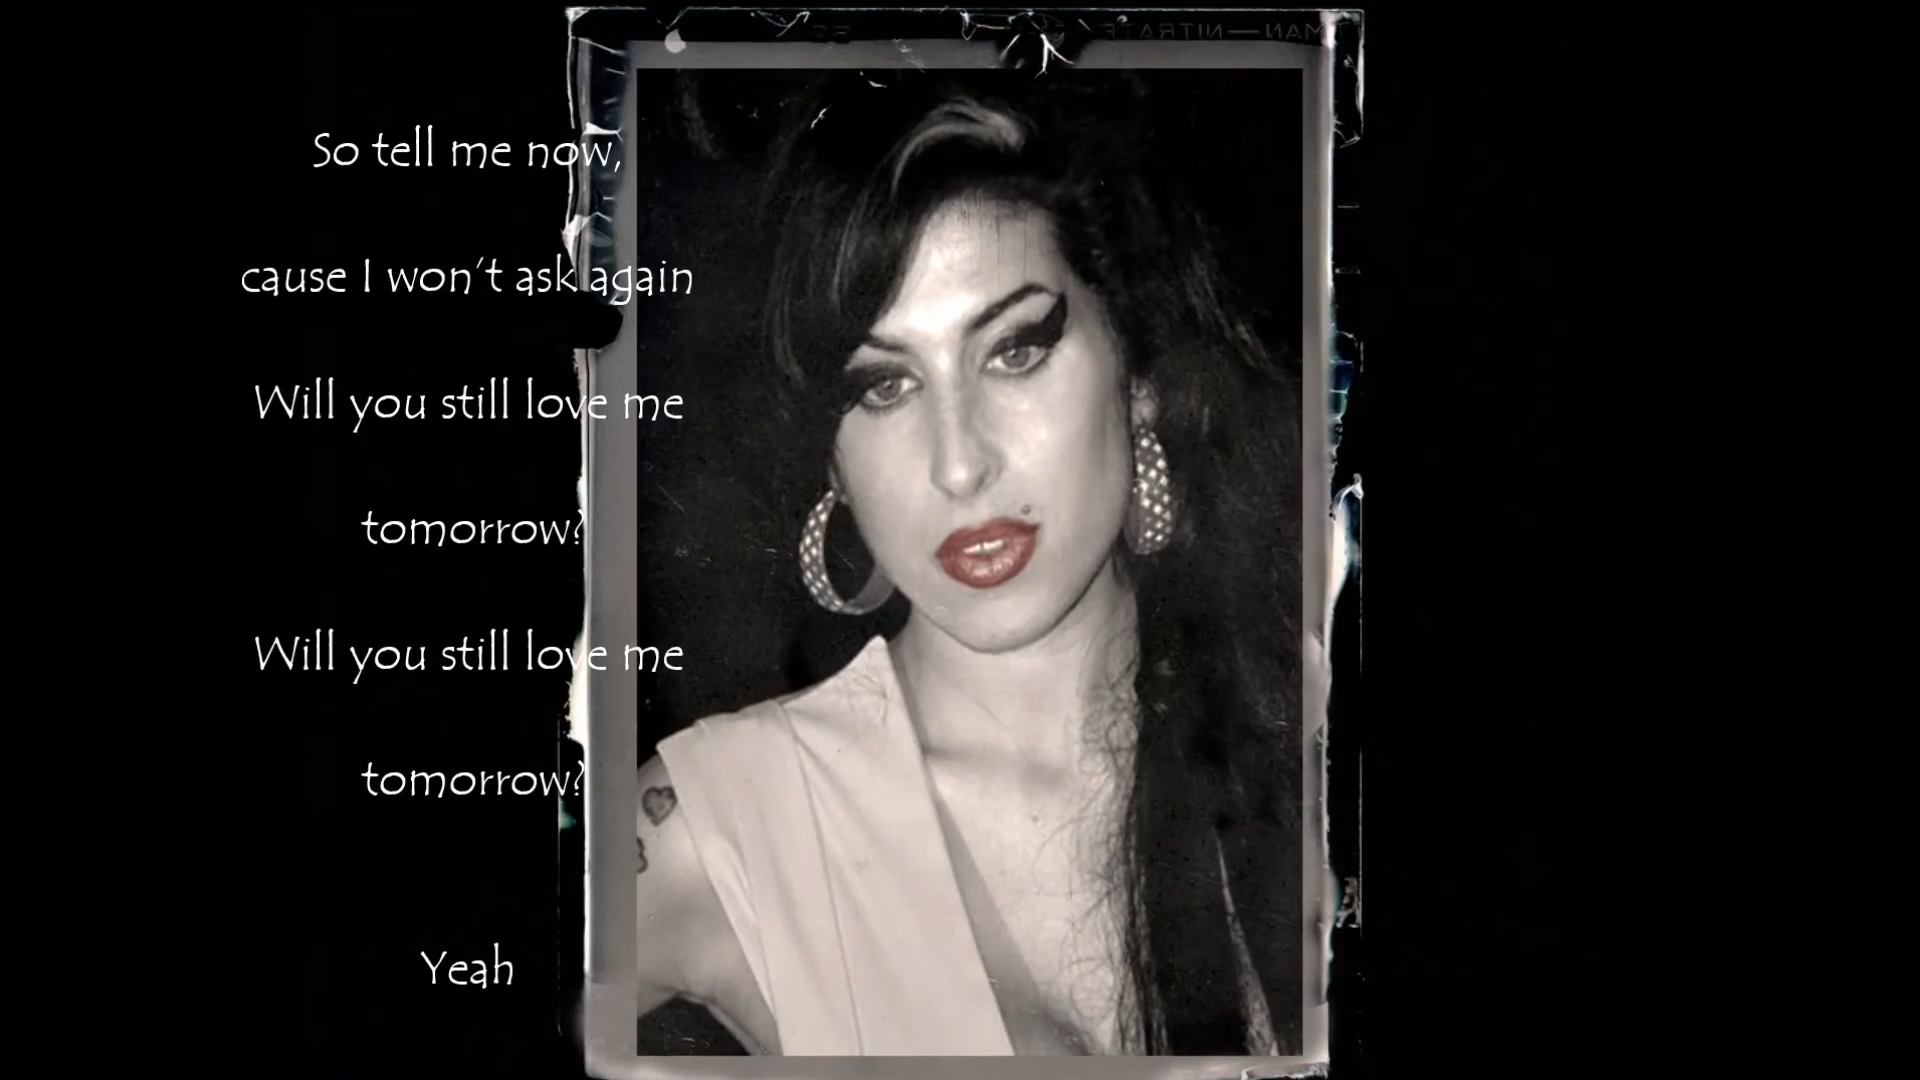 So tell me now,
cause I won't ask again
Will you still love me
tomorrow?
Will you still love me
tomorrow?
Yeah